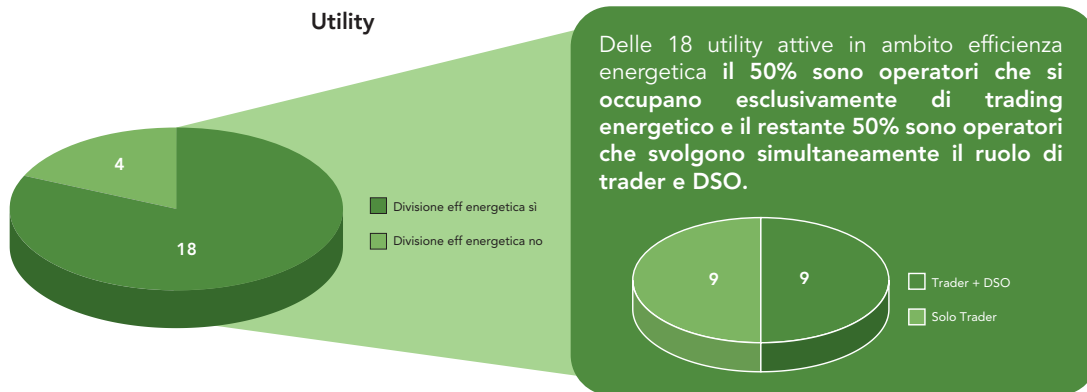 Utility
4
18
Divisione eff energetica sì
Divisione eff energetica no
Delle 18 utility attive in ambito efficienza
energetica il 50% sono operatori che si
occupano esclusivamente di trading
energetico e il restante 50% sono operatori
che svolgono simultaneamente il ruolo di
trader e DSO.
9
9
Trader + DSO
Solo Trader